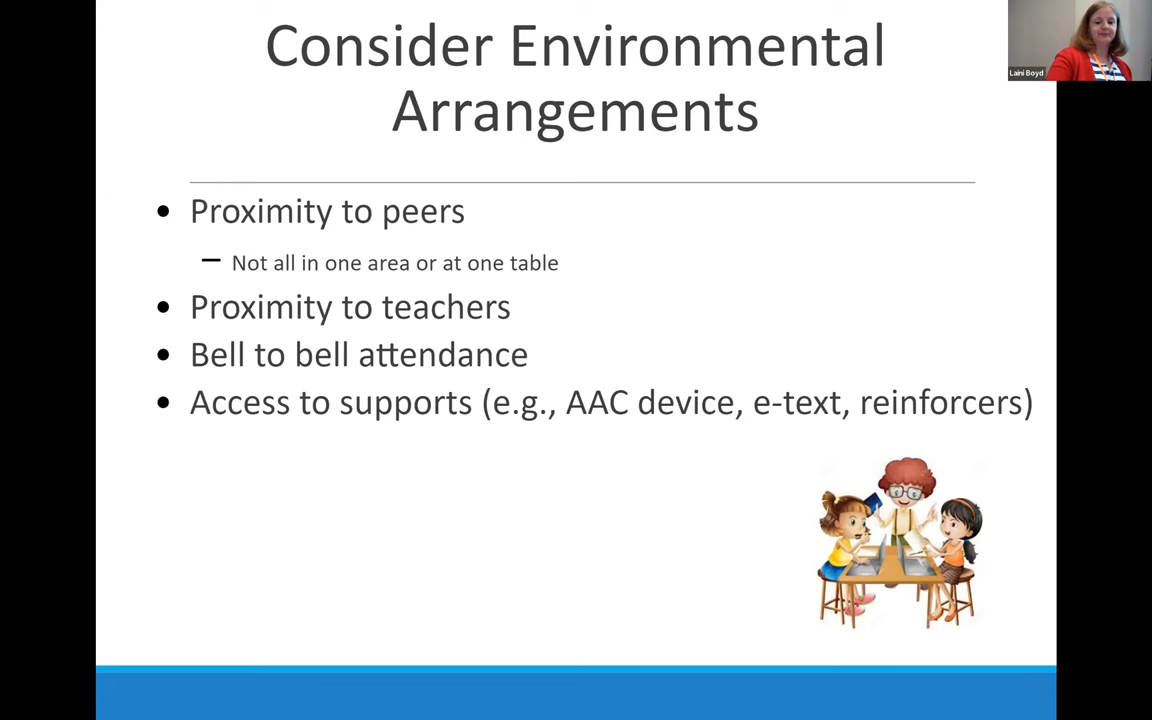 Consider Environmental
Arrangements
Laini Boyd
• Proximity to peers
– Not all in one area or at one table
• Proximity to teachers
• Bell to bell attendance
• Access to supports (e.g., AAC device, e-text, reinforcers)